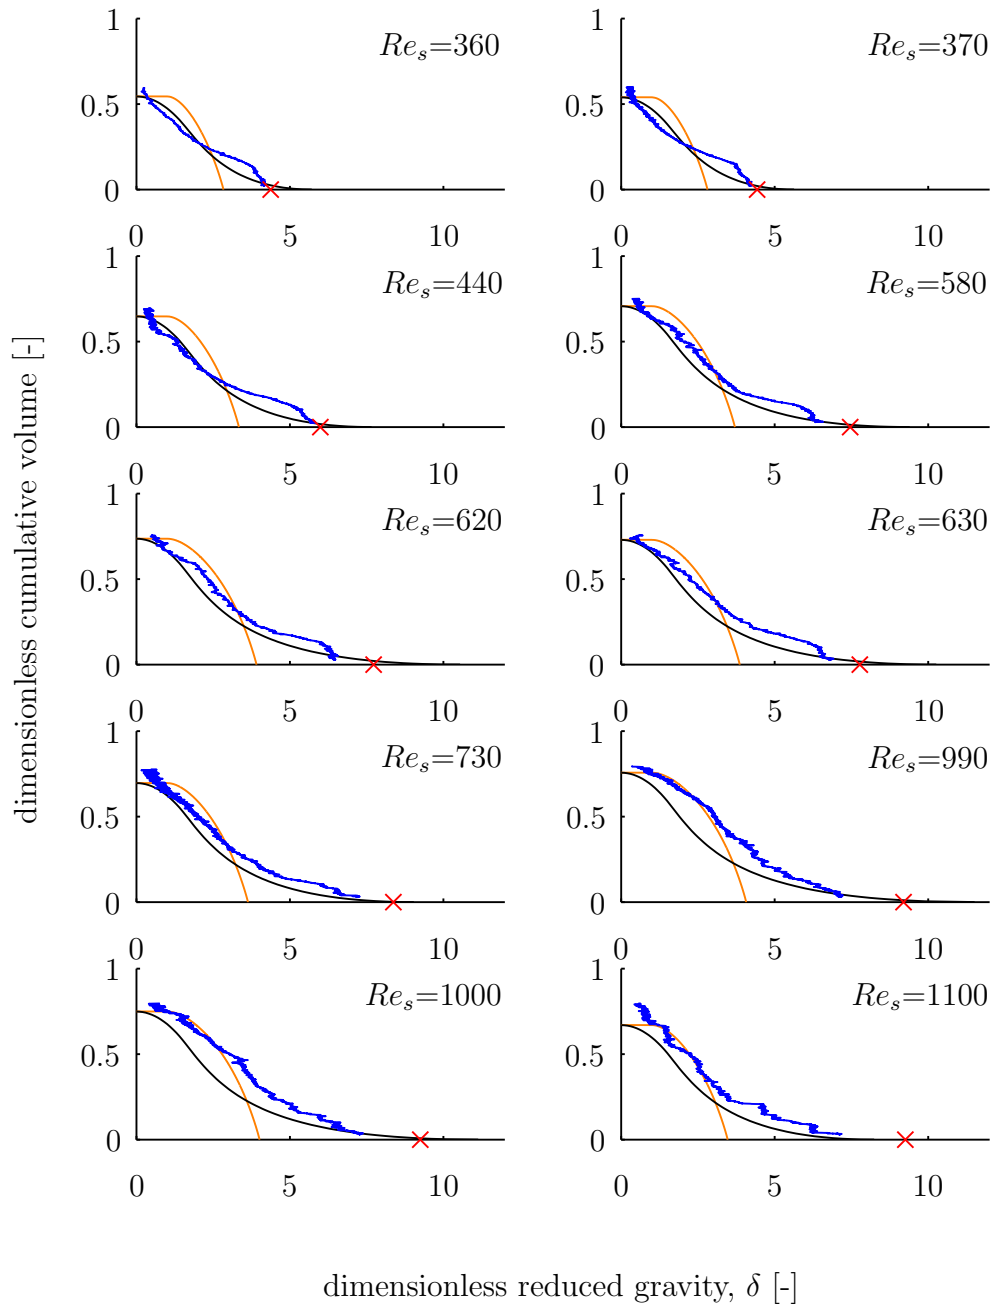 1
0.5
0
0 5 10
Re_s=360
1
0.5
0
0 5 10
Re_s=370
1
0.5
0
0 5 10
Re_s=440
1
0.5
0
0 5 10
Re_s=580
1
0.5
0
0 5 10
Re_s=620
1
0.5
0
0 5 10
Re_s=630
1
0.5
0
0 5 10
Re_s=730
1
0.5
0
0 5 10
Re_s=990
1
0.5
0
0 5 10
Re_s=1000
1
0.5
0
0 5 10
Re_s=1100
dimensionless cumulative volume [-]
dimensionless reduced gravity, δ [-]